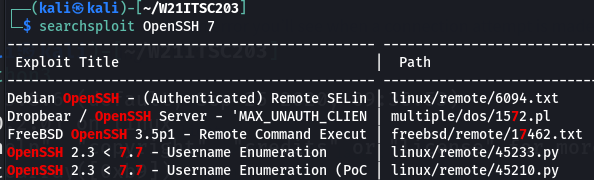 (kali㉿kali)-[~/W21ITSC203]
$ searchsploit OpenSSH 7
Exploit Title | Path
Debian OpenSSH - (Authenticated) Remote SELin | linux/remote/6094.txt
Dropbear / OpenSSH Server - 'MAX_UNAUTH_CLIEN | multiple/dos/1572.pl
FreeBSD OpenSSH 3.5p1 - Remote Command Execut | freebsd/remote/17462.txt
OpenSSH 2.3 < 7.7 - Username Enumeration | linux/remote/45233.py
OpenSSH 2.3 < 7.7 - Username Enumeration (PoC | linux/remote/45210.py